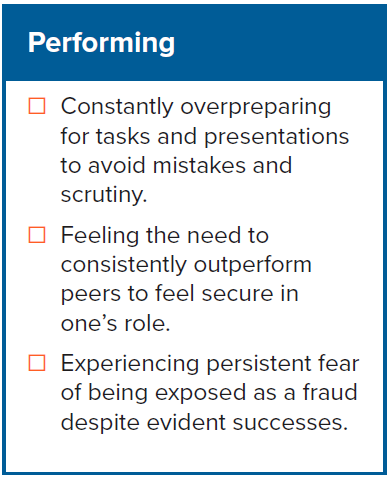 Performing
☐ Constantly overpreparing
for tasks and presentations
to avoid mistakes and
scrutiny.
☐ Feeling the need to
consistently outperform
peers to feel secure in
one’s role.
☐ Experiencing persistent fear
of being exposed as a fraud
despite evident successes.